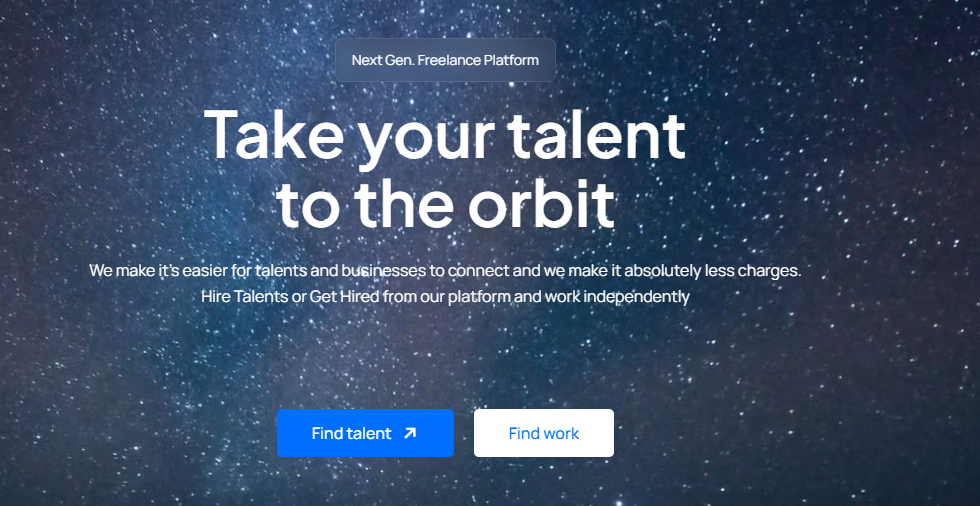 Next Gen. Freelance Platform
Take your talent
to the orbit
We make it's easier for talents and businesses to connect and we make it absolutely less charges.
Hire Talents or Get Hired from our platform and work independently
Find talent
Find work